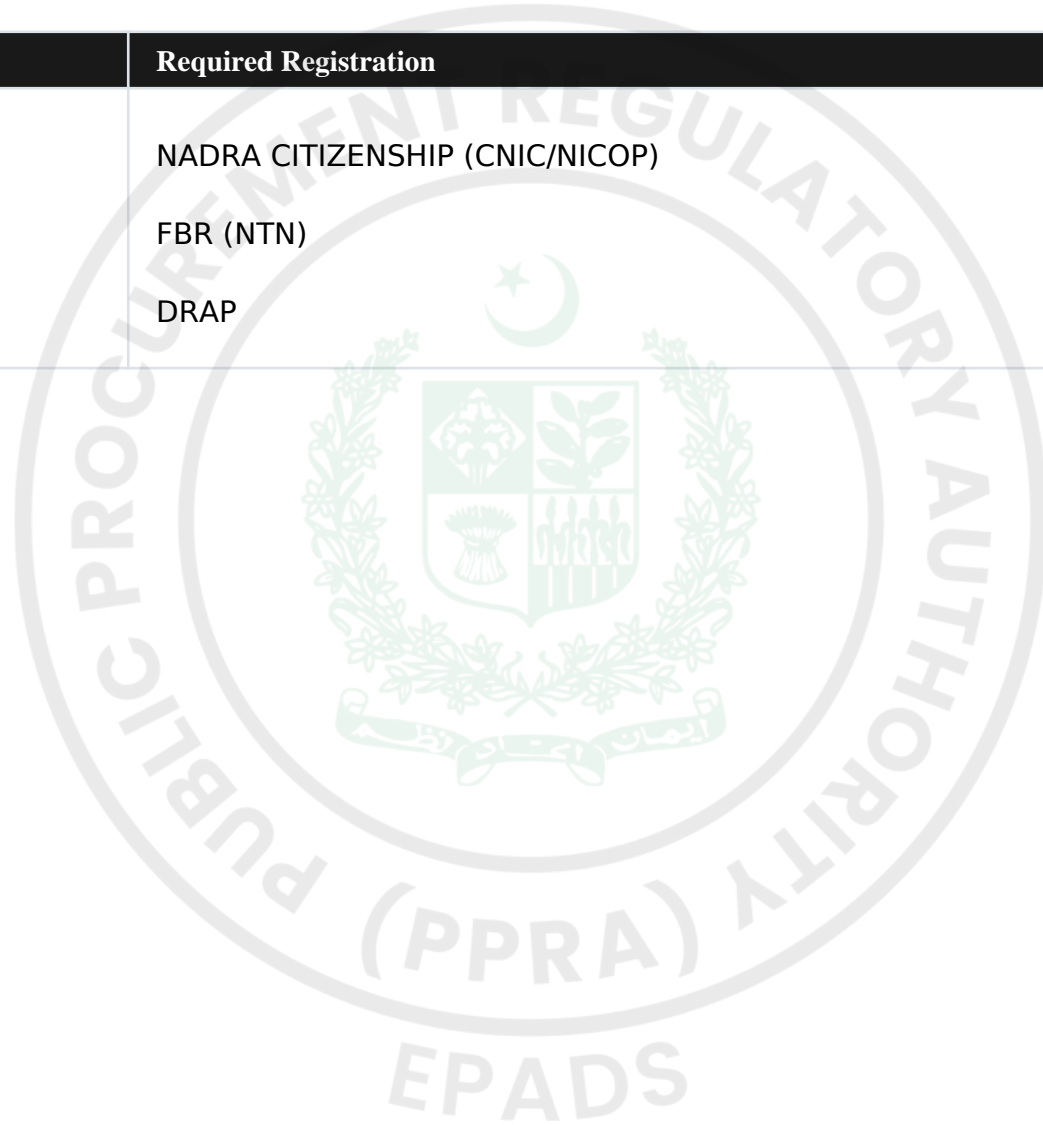 Required Registration
NADRA CITIZENSHIP (CNIC/NICOP)
FBR (NTN)
DRAP
PUBLIC PROCUREMENT REGULATORY AUTHORITY
(PPRA)
EPADS